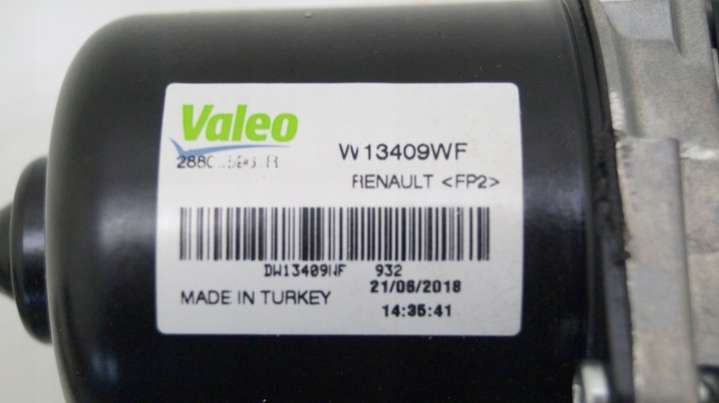 Valeo
W13409WF
RENAULT <FP2>
DW13409WF 932
21/06/2018
MADE IN TURKEY
14:35:41